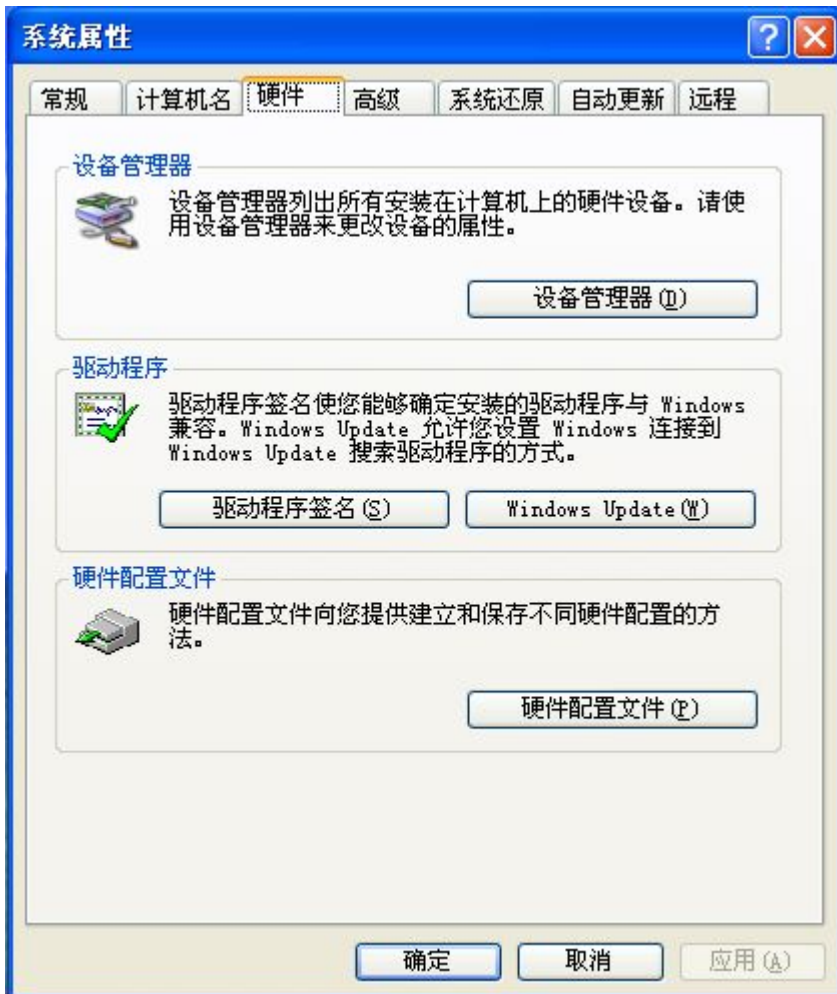 系统属性
常规 计算机名 硬件 高级 系统还原 自动更新 远程
设备管理器
设备管理器列出所有安装在计算机上的硬件设备。请使
用设备管理器来更改设备的属性。
设备管理器(D)
驱动程序
驱动程序签名使您能够确定安装的驱动程序与 Windows
兼容。Windows Update 允许您设置 Windows 连接到
Windows Update 搜索驱动程序的方式。
驱动程序签名(S) Windows Update(W)
硬件配置文件
硬件配置文件向您提供建立和保存不同硬件配置的方
法。
硬件配置文件(P)
确定 取消 应用(A)